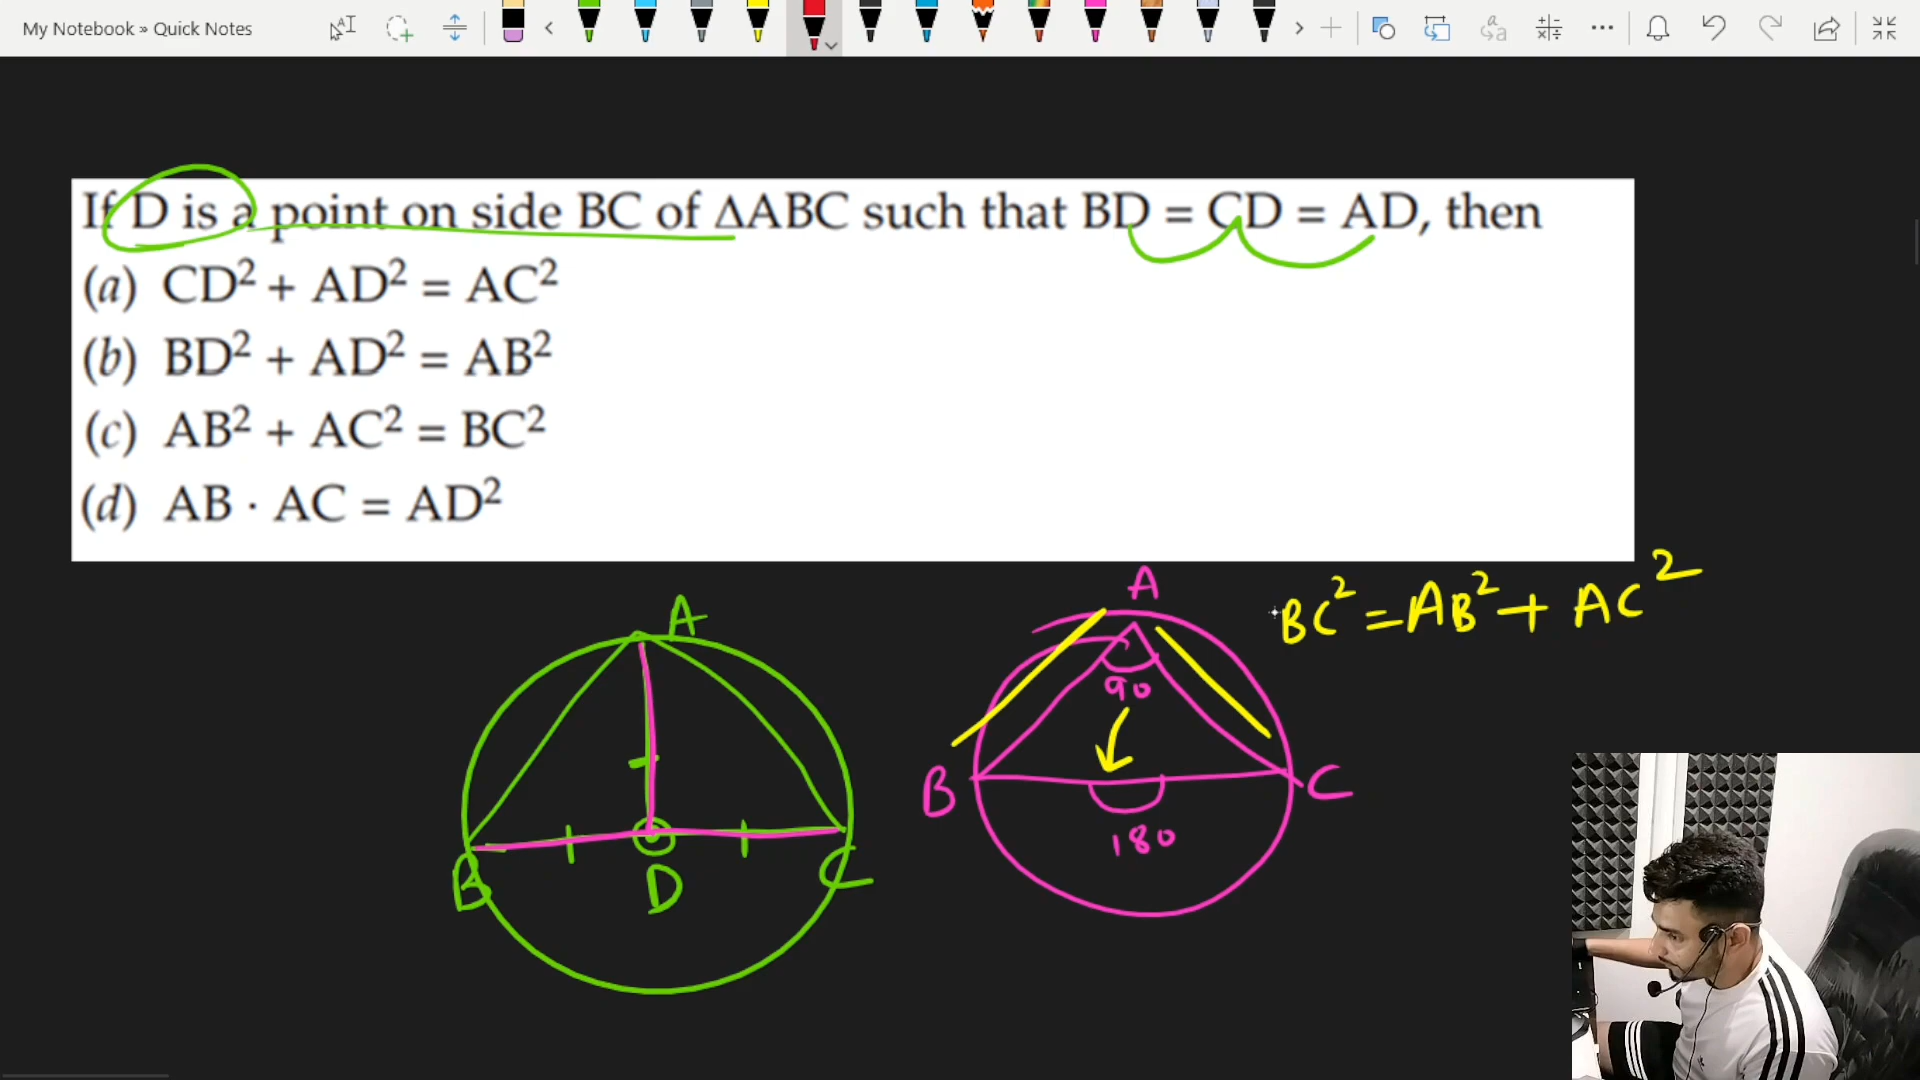 My Notebook » Quick Notes
If D is a point on side BC of ΔABC such that BD = CD = AD, then
(a) CD² + AD² = AC²
(b) BD² + AD² = AB²
(c) AB² + AC² = BC²
(d) AB · AC = AD²
A
BC² = AB² + AC²
A
90
B
C
180
B
D
C